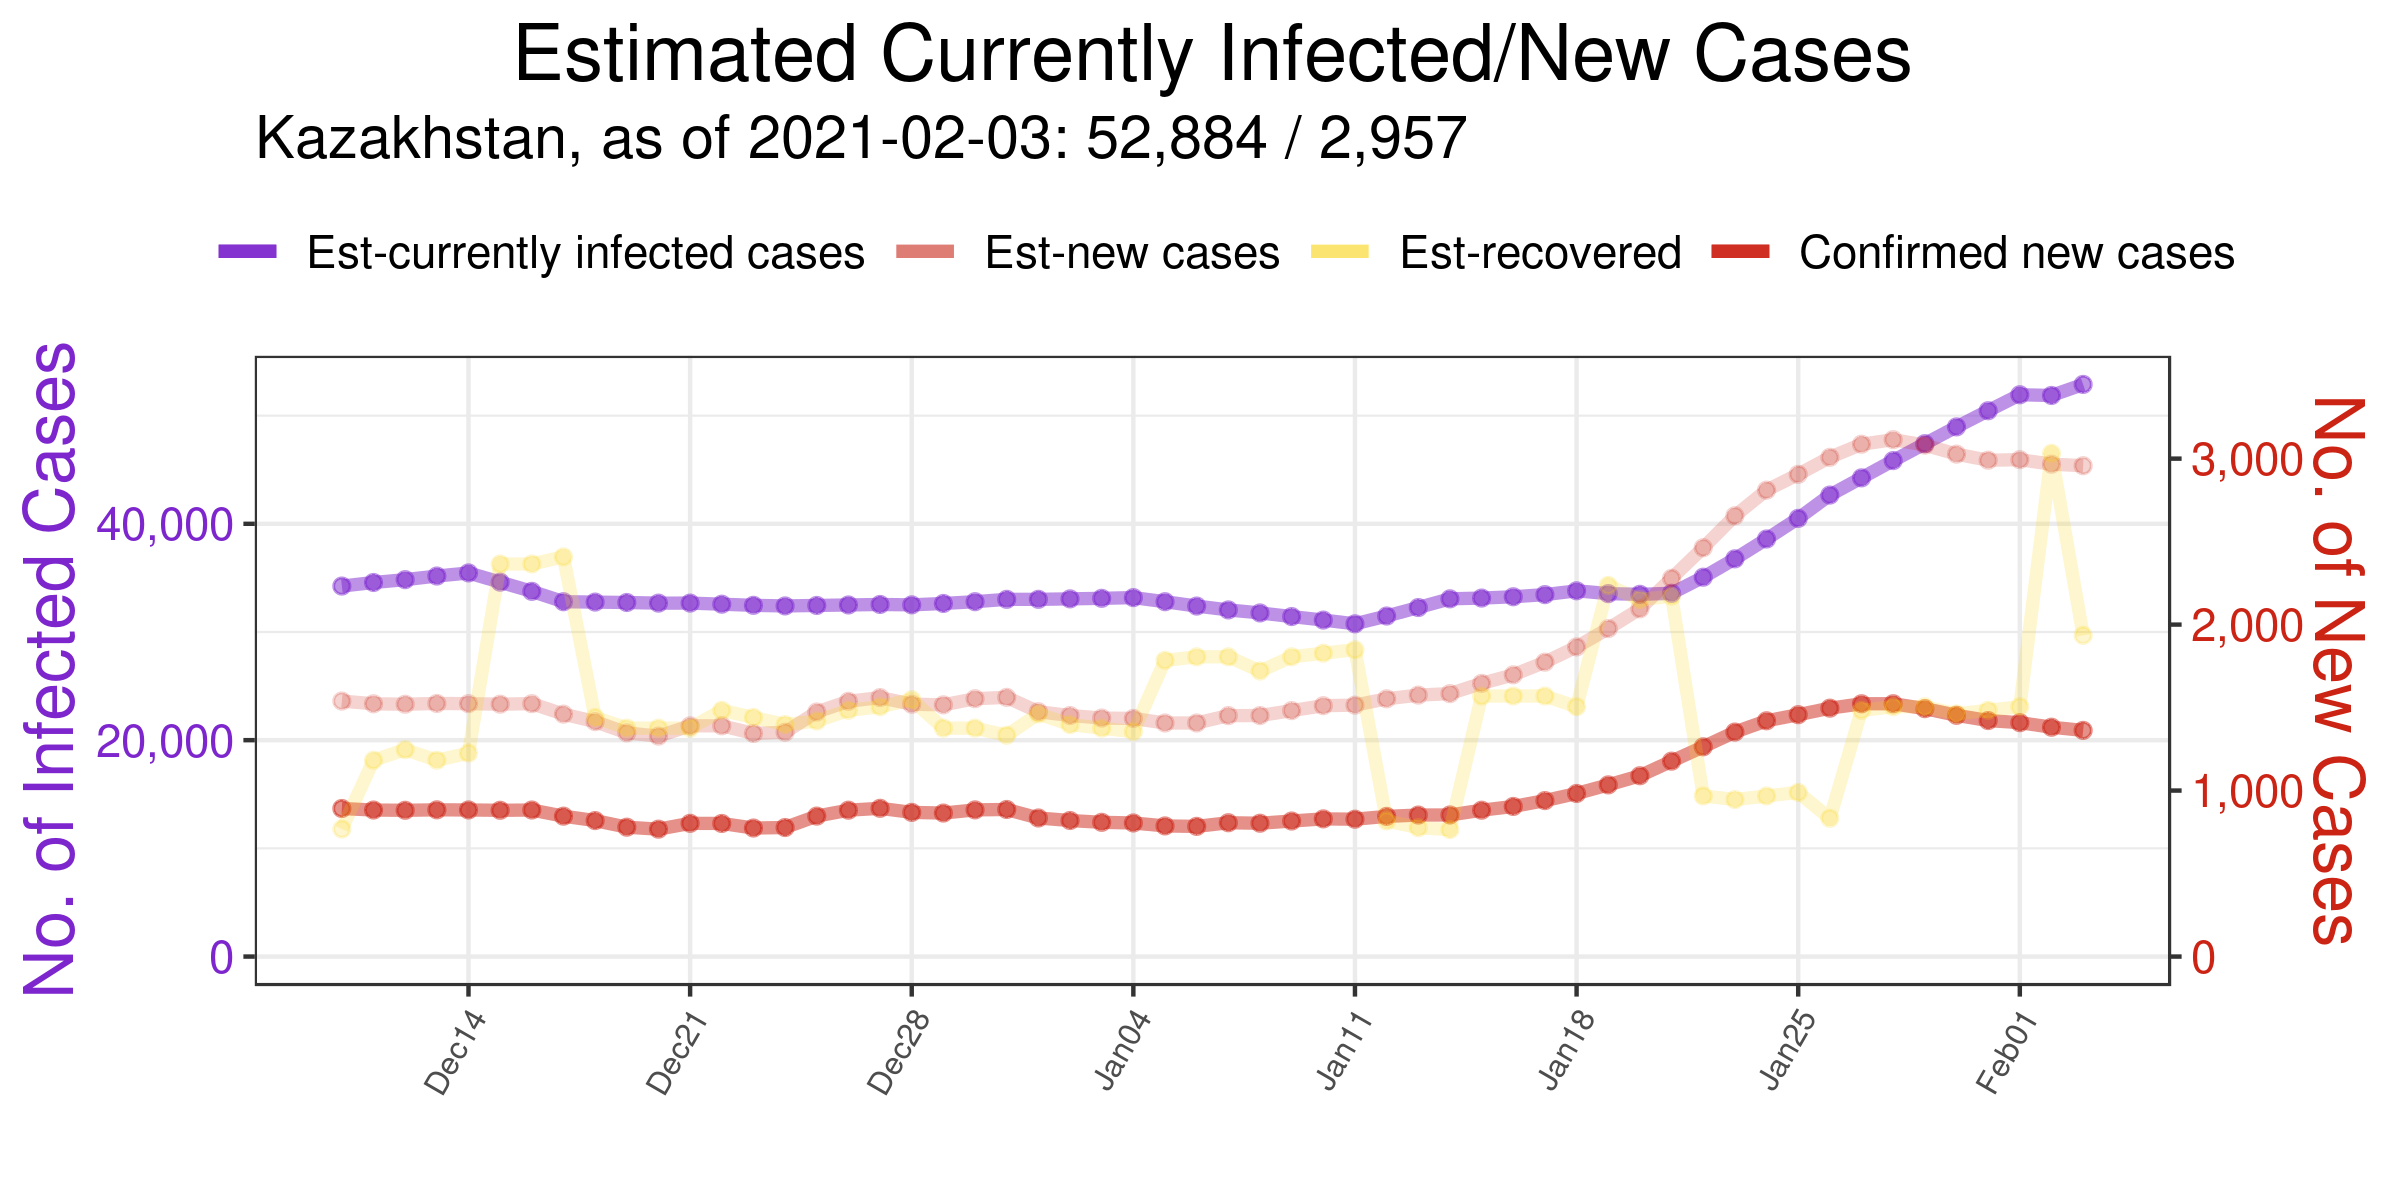 Estimated Currently Infected/New Cases
Kazakhstan, as of 2021-02-03: 52,884 / 2,957
Est-currently infected cases Est-new cases Est-recovered Confirmed new cases
No. of Infected Cases
40,000
20,000
0
3,000
2,000
1,000
0
No. of New Cases
Dec14 Dec21 Dec28 Jan04 Jan11 Jan18 Jan25 Feb01